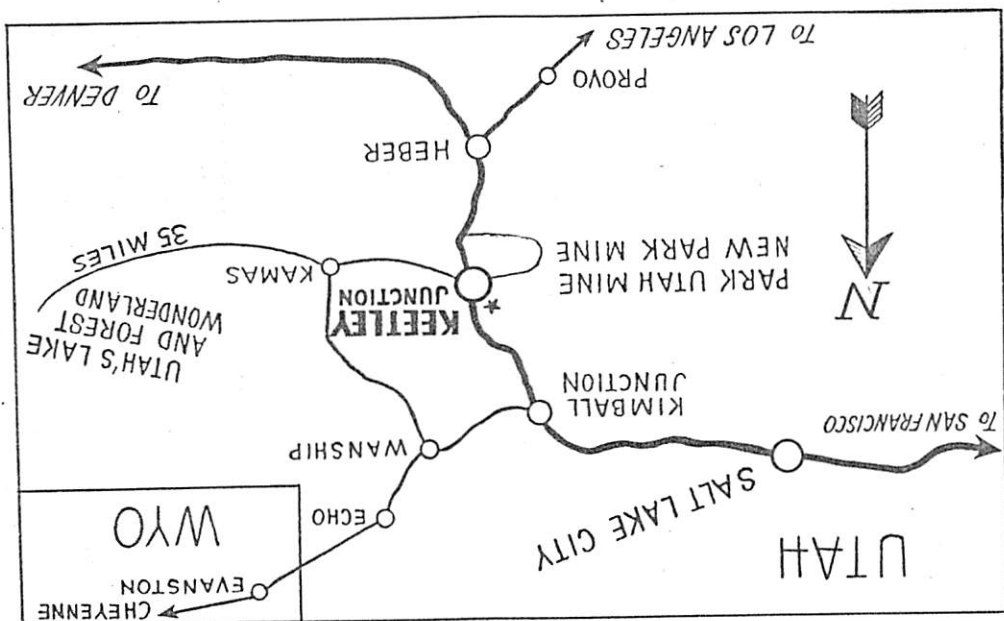 UTAH
WYO
CHEYENNE
EVANSTON
ECHO
SALT LAKE CITY
TO SAN FRANCISCO
WANSHIP
KIMBALL
JUNCTION
UTAH'S LAKE
AND FOREST
WONDERLAND
35 MILES
KAMAS
KEETLEY
JUNCTION
PARK UTAH MINE
NEW PARK MINE
N
HEBER
PROVO
TO DENVER
TO LOS ANGELES